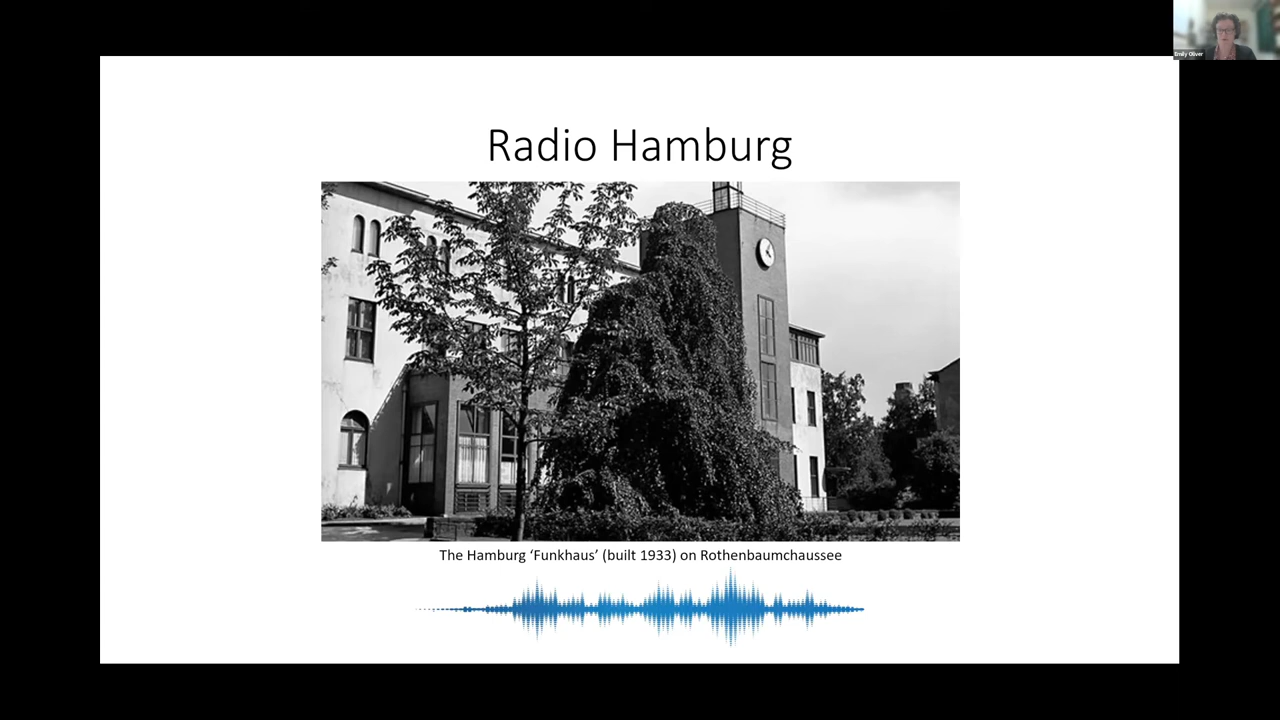 Emily Oliver
Radio Hamburg
The Hamburg ‘Funkhaus’ (built 1933) on Rothenbaumchaussee